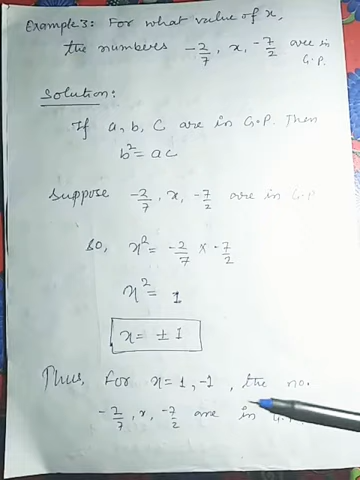 Example 3: For what value of x,
the numbers -2/7, x, -7/2 are in G.P.
Solution:
If a, b, c are in G.P. Then
b² = ac
Suppose -2/7, x, -7/2 are in G.P
So, x² = -2/7 × -7/2
x² = 1
x = ± 1
Thus, For x = 1, -1, the no.
-2/7, x, -7/2 are in G.P.